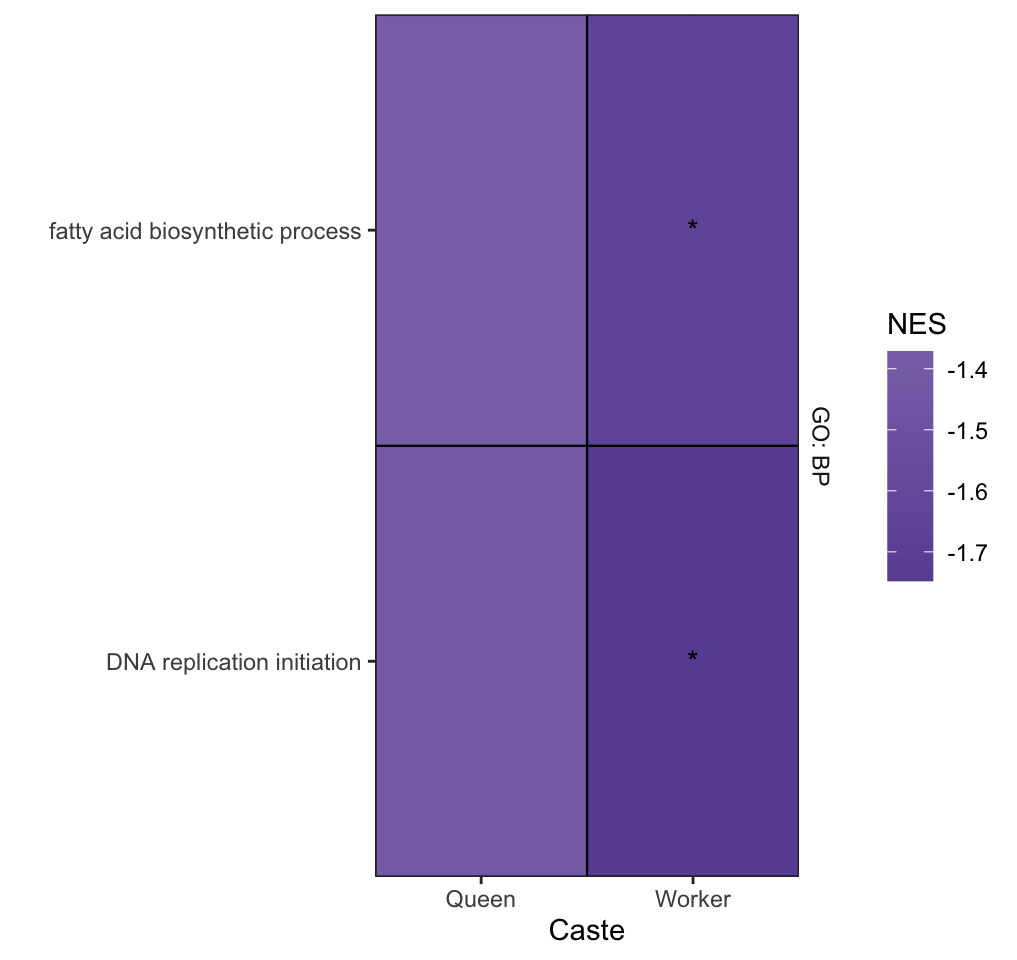 fatty acid biosynthetic process
*
DNA replication initiation
*
Queen
Worker
Caste
GO: BP
NES
-1.4
-1.5
-1.6
-1.7